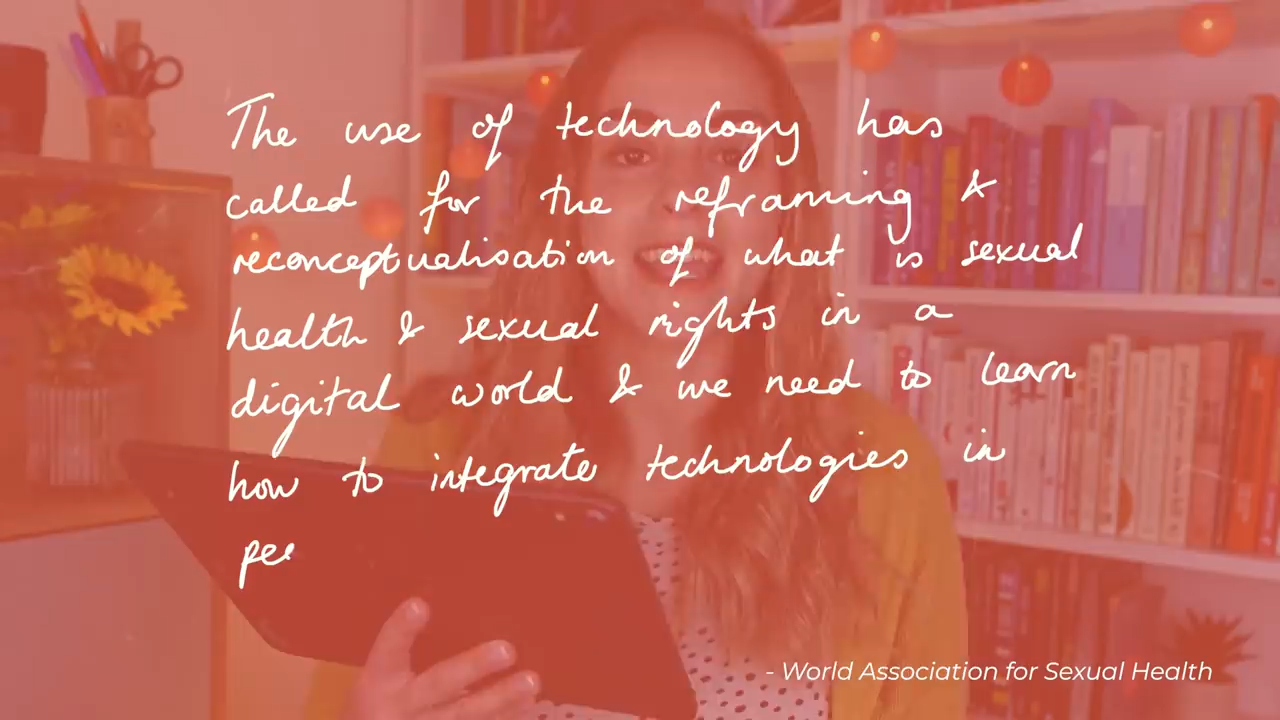 The use of technology has
called for the reframing &
reconceptualisation of what is sexual
health & sexual rights in a
digital world & we need to learn
how to integrate technologies in
pee
- World Association for Sexual Health